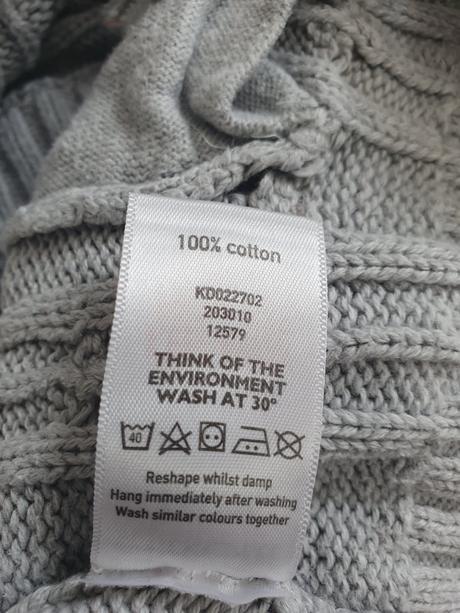 100% cotton
KD022702
203010
12579
THINK OF THE
ENVIRONMENT
WASH AT 30°
40
Reshape whilst damp
Hang immediately after washing
Wash similar colours together